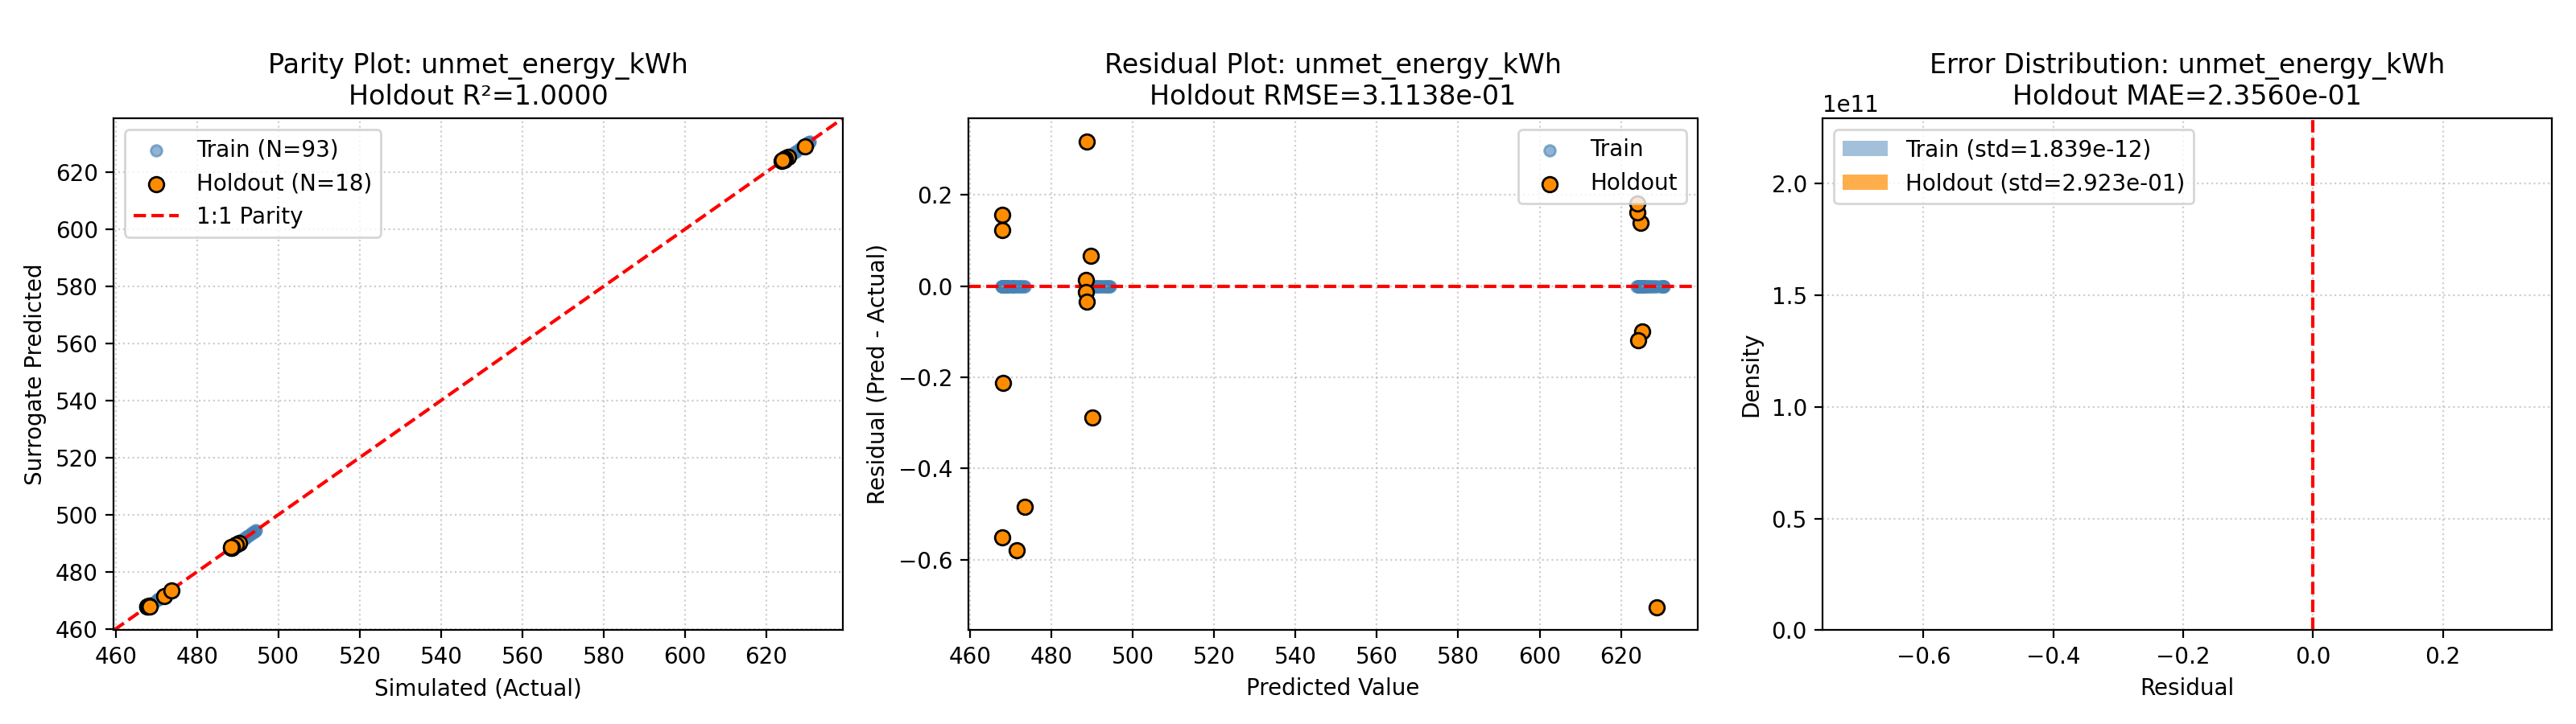 Parity Plot: unmet_energy_kWh
Holdout R²=1.0000
Train (N=93)
Holdout (N=18)
1:1 Parity
Surrogate Predicted
620
600
580
560
540
520
500
480
460
460 480 500 520 540 560 580 600 620
Simulated (Actual)
Residual Plot: unmet_energy_kWh
Holdout RMSE=3.1138e-01
Train
Holdout
Residual (Pred - Actual)
0.2
0.0
−0.2
−0.4
−0.6
460 480 500 520 540 560 580 600 620
Predicted Value
Error Distribution: unmet_energy_kWh
Holdout MAE=2.3560e-01
1e11
Train (std=1.839e-12)
Holdout (std=2.923e-01)
Density
2.0
1.5
1.0
0.5
0.0
−0.6 −0.4 −0.2 0.0 0.2
Residual